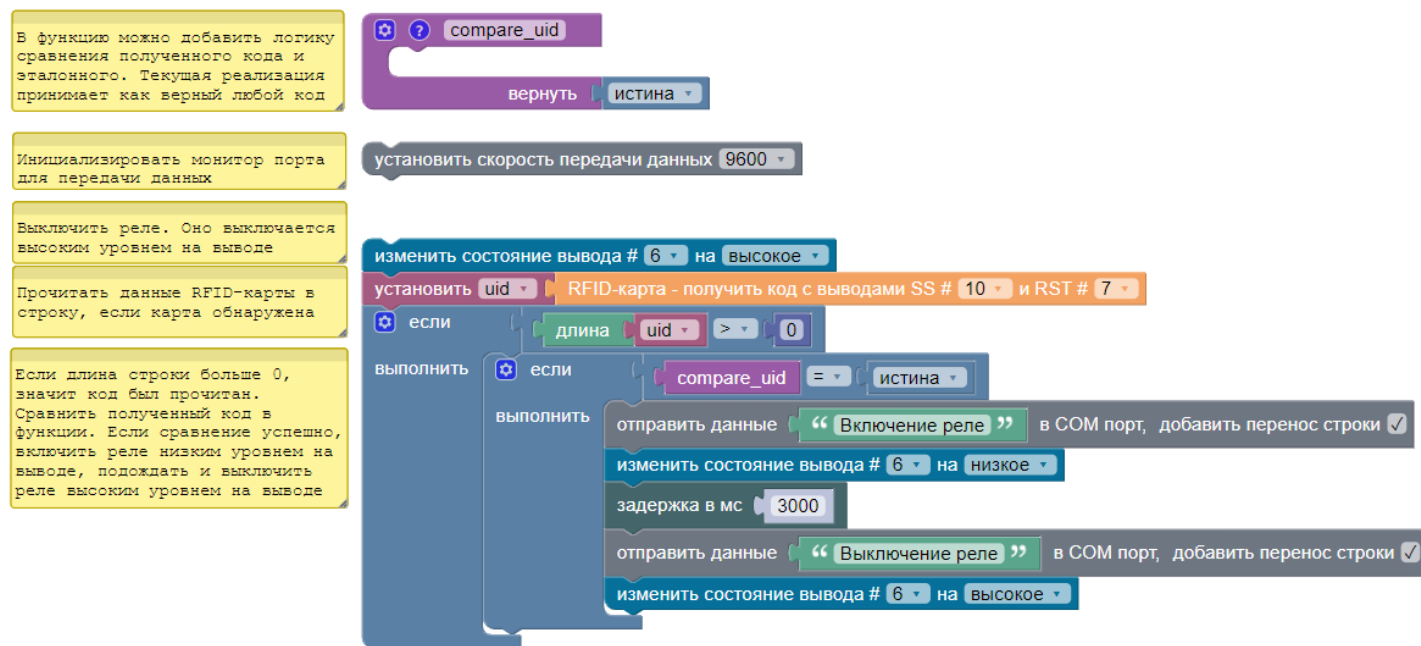 В функцию можно добавить логику
сравнения полученного кода и
эталонного. Текущая реализация
принимает как верный любой код
? compare_uid
вернуть истина
Инициализировать монитор порта
для передачи данных
установить скорость передачи данных 9600
Выключить реле. Оно выключается
высоким уровнем на выводе
изменить состояние вывода # 6 на высокое
Прочитать данные RFID-карты в
строку, если карта обнаружена
установить uid RFID-карта - получить код с выводами SS # 10 и RST # 7
если длина uid > 0
Если длина строки больше 0,
значит код был прочитан.
Сравнить полученный код в
функции. Если сравнение успешно,
включить реле низким уровнем на
выводе, подождать и выключить
реле высоким уровнем на выводе
выполнить если compare_uid = истина
выполнить отправить данные “ Включение реле ” в COM порт, добавить перенос строки
изменить состояние вывода # 6 на низкое
задержка в мс 3000
отправить данные “ Выключение реле ” в COM порт, добавить перенос строки
изменить состояние вывода # 6 на высокое